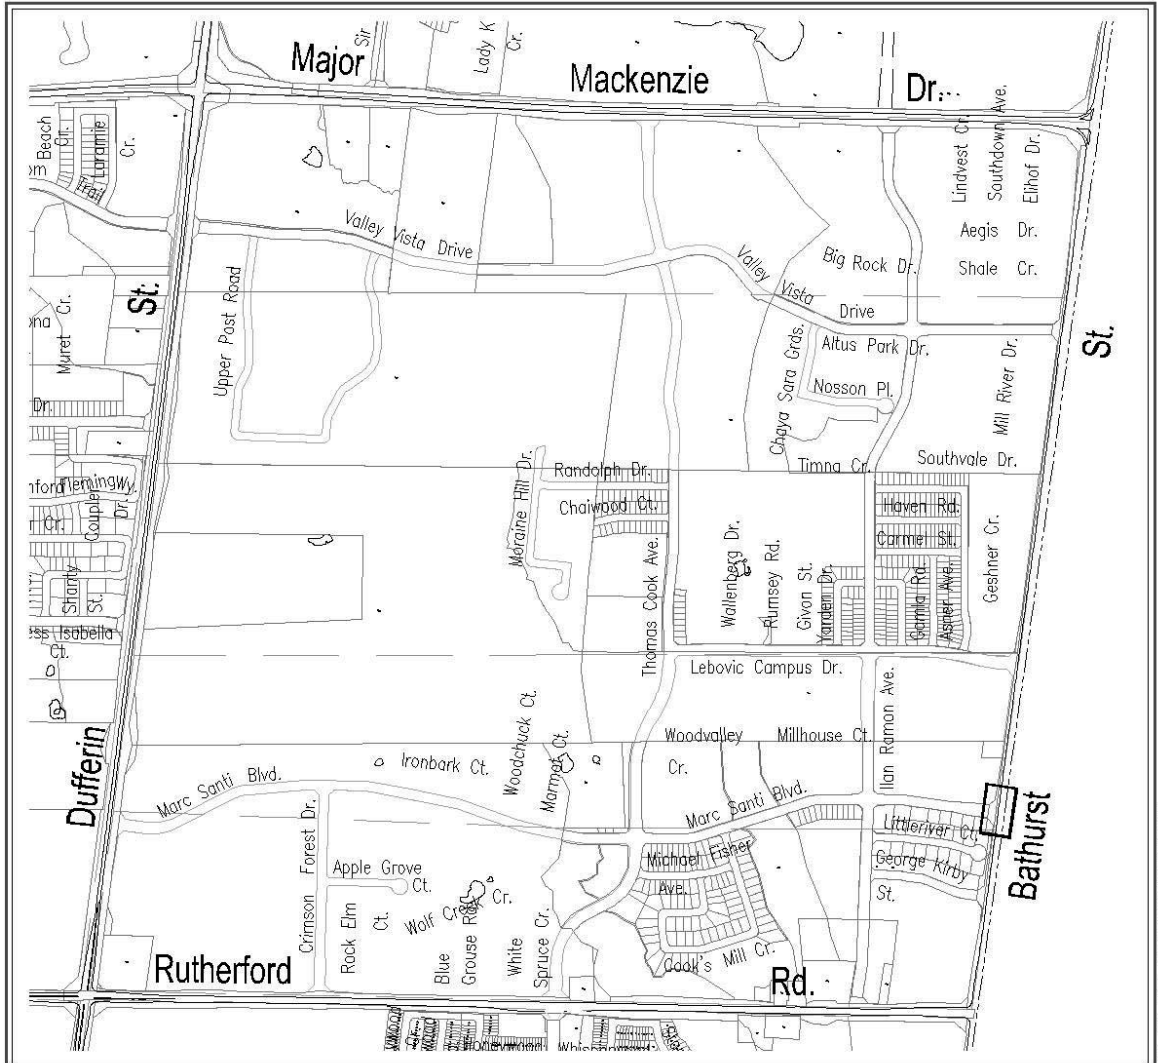 Major
Mackenzie
Dr.
Sir
Lady K
Cr.
Beach
Cr.
Laramie
Cr.
Trail
Lindvest Cr.
Southdown Ave.
Elihof Dr.
Aegis Dr.
Shale Cr.
Valley Vista Drive
Valley Vista Drive
Big Rock Dr.
St.
St.
Muret Cr.
Upper Post Road
Altus Park Dr.
Chaya Sara Grds.
Nosson Pl.
Mill River Dr.
Dr.
Timna Cr.
Southvale Dr.
Moraine Hill Dr.
Randolph Dr.
Chaiwood Ct.
Fleming Wy.
Coupler Dr.
Cr.
Haven Rd.
Carmel St.
Geshner Cr.
Thomas Cook Ave.
Wallenberg Dr.
Rumsey Rd.
Givon St.
Yarden Dr.
Gamla Rd.
Asner Ave.
Shanty St.
Isabella
Ct.
Lebovic Campus Dr.
Ilan Ramon Ave.
Woodchuck Ct.
Marmot Ct.
Woodvalley
Cr.
Millhouse Ct.
Ironbark Ct.
Dufferin
Marc Santi Blvd.
Marc Santi Blvd.
Bathurst
Littleriver Ct.
George Kirby
St.
Michael Fisher
Ave.
Crimson Forest Dr.
Apple Grove
Ct.
Rock Elm
Ct.
Wolf Creek Cr.
Blue
Grouse Rd.
White
Spruce Cr.
Cook's Mill Cr.
Rutherford
Rd.